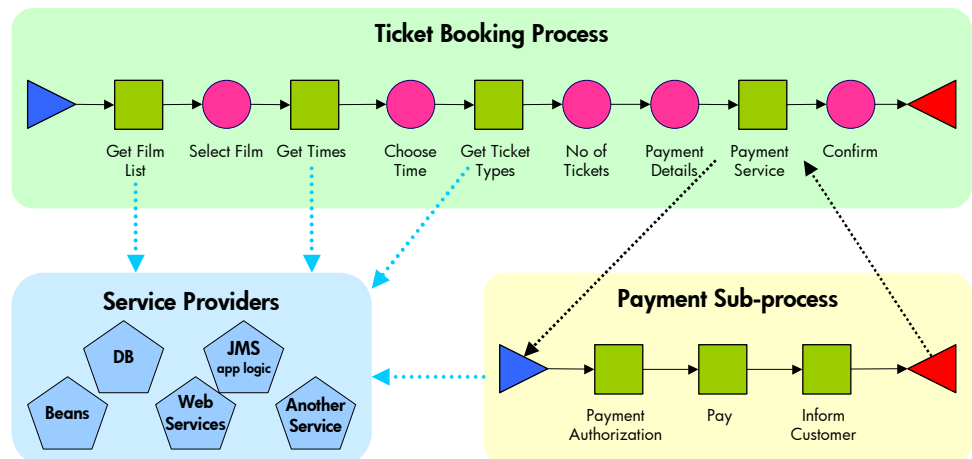 Ticket Booking Process
Get Film
List
Select Film
Get Times
Choose
Time
Get Ticket
Types
No of
Tickets
Payment
Details
Payment
Service
Confirm
Service Providers
DB
JMS
app logic
Beans
Web
Services
Another
Service
Payment Sub-process
Payment
Authorization
Pay
Inform
Customer